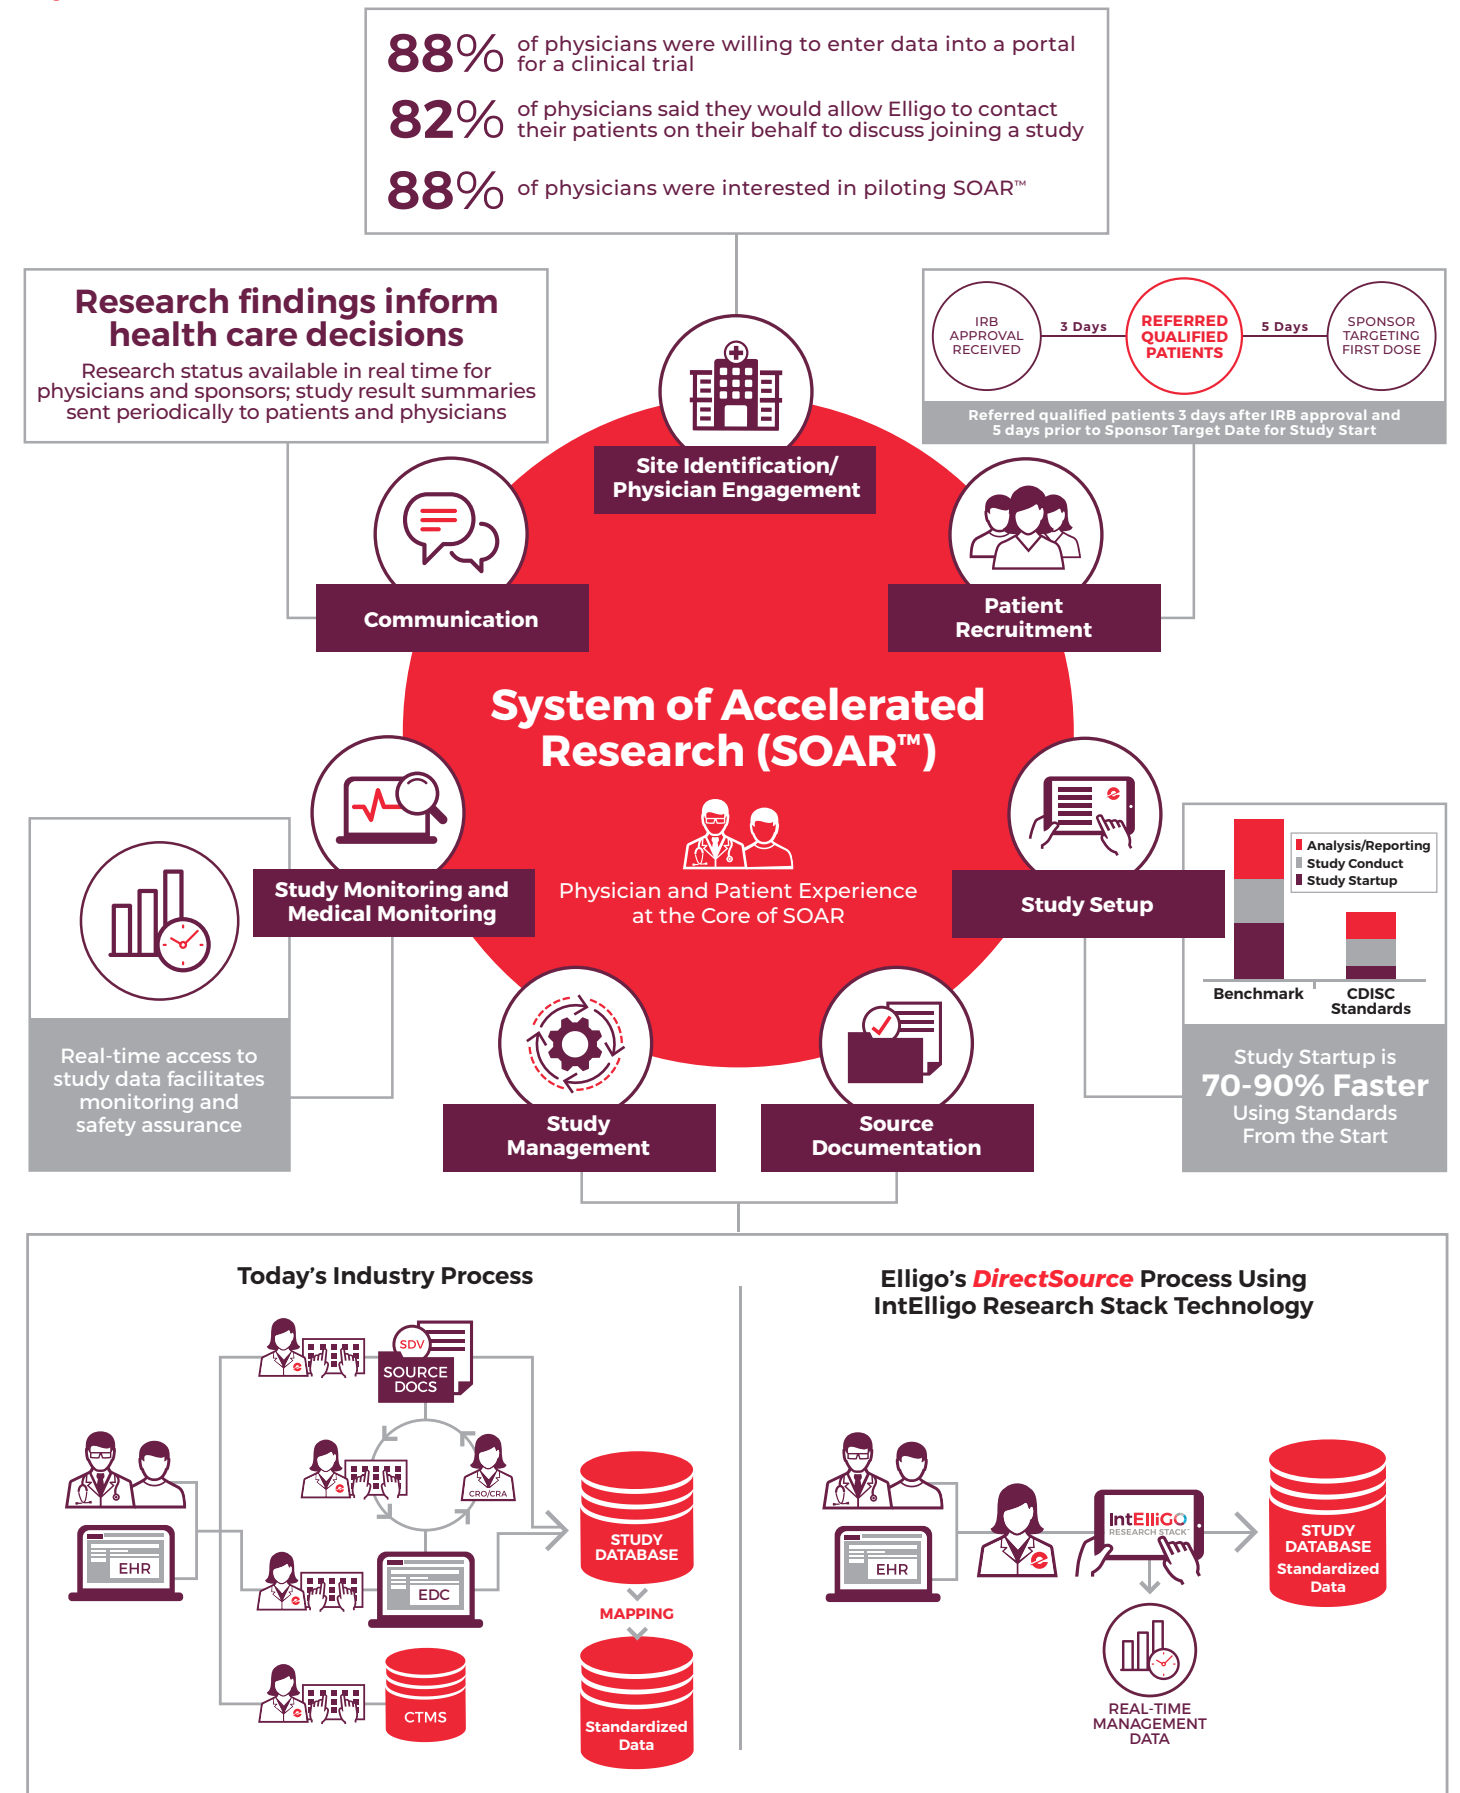 88% of physicians were willing to enter data into a portal
for a clinical trial
82% of physicians said they would allow Elligo to contact
their patients on their behalf to discuss joining a study
88% of physicians were interested in piloting SOAR™
Research findings inform
health care decisions
Research status available in real time for
physicians and sponsors; study result summaries
sent periodically to patients and physicians
IRB
APPROVAL
RECEIVED
3 Days
REFERRED
QUALIFIED
PATIENTS
5 Days
SPONSOR
TARGETING
FIRST DOSE
Referred qualified patients 3 days after IRB approval and
5 days prior to Sponsor Target Date for Study Start
Site Identification/
Physician Engagement
Communication
Patient
Recruitment
System of Accelerated
Research (SOAR™)
Physician and Patient Experience
at the Core of SOAR
Study Monitoring and
Medical Monitoring
Study Setup
Real-time access to
study data facilitates
monitoring and
safety assurance
Analysis/Reporting
Study Conduct
Study Startup
Benchmark
CDISC
Standards
Study Startup is
70-90% Faster
Using Standards
From the Start
Study
Management
Source
Documentation
Today's Industry Process
SDV
SOURCE
DOCS
CRO/CRA
EHR
EDC
CTMS
STUDY
DATABASE
MAPPING
Standardized
Data
Elligo's DirectSource Process Using
IntElligo Research Stack Technology
EHR
IntElliGO
RESEARCH STACK
STUDY
DATABASE
Standardized
Data
REAL-TIME
MANAGEMENT
DATA